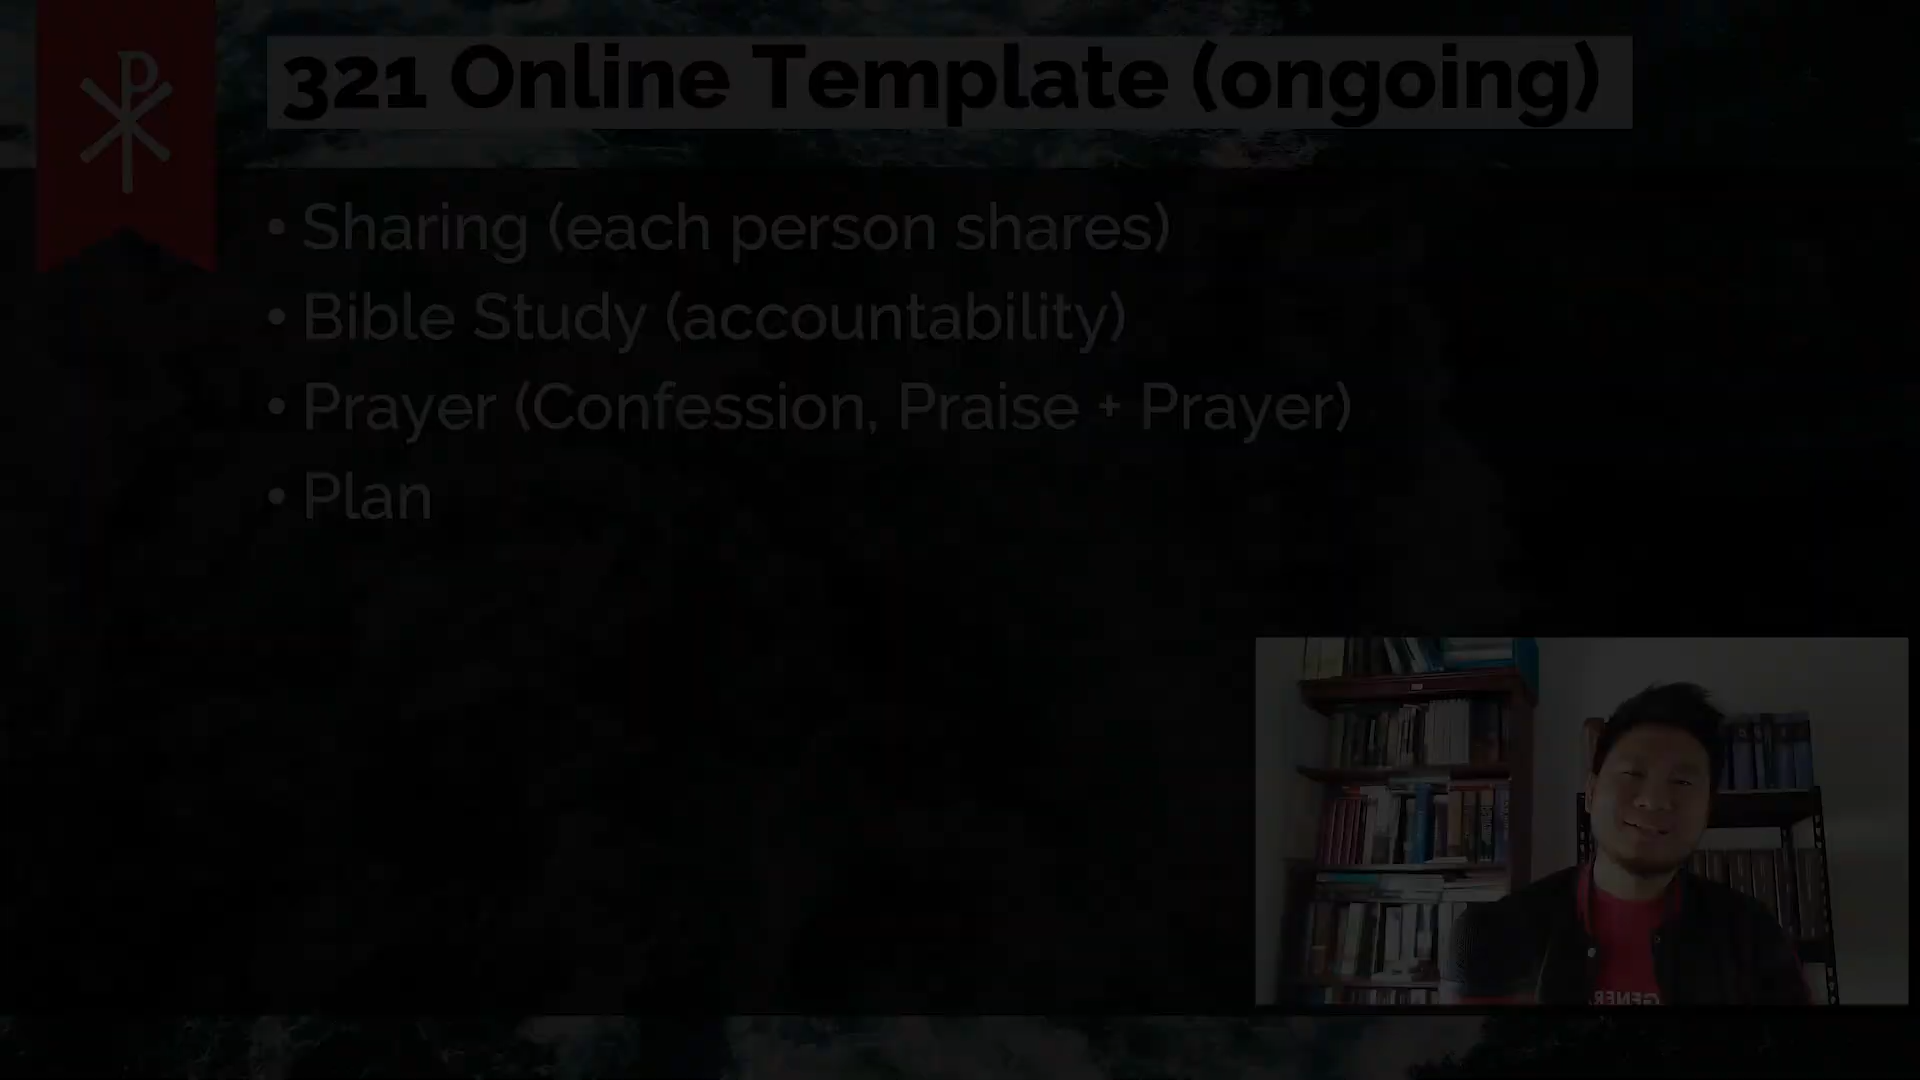 321 Online Template (ongoing)
• Sharing (each person shares)
• Bible Study (accountability)
• Prayer (Confession, Praise + Prayer)
• Plan